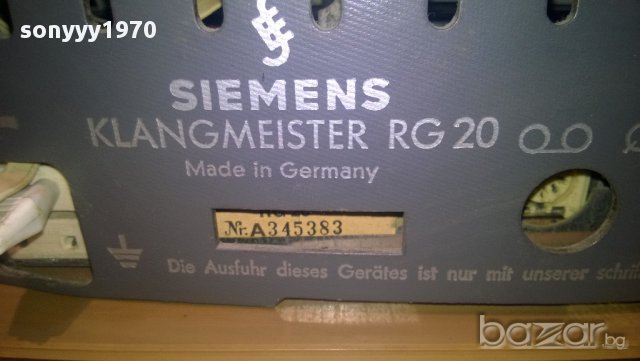 sonyyy1970
SIEMENS
KLANGMEISTER RG 20
Made in Germany
Nr. A345383
Die Ausfuhr dieses Gerätes ist nur mit unserer
bazar.bg